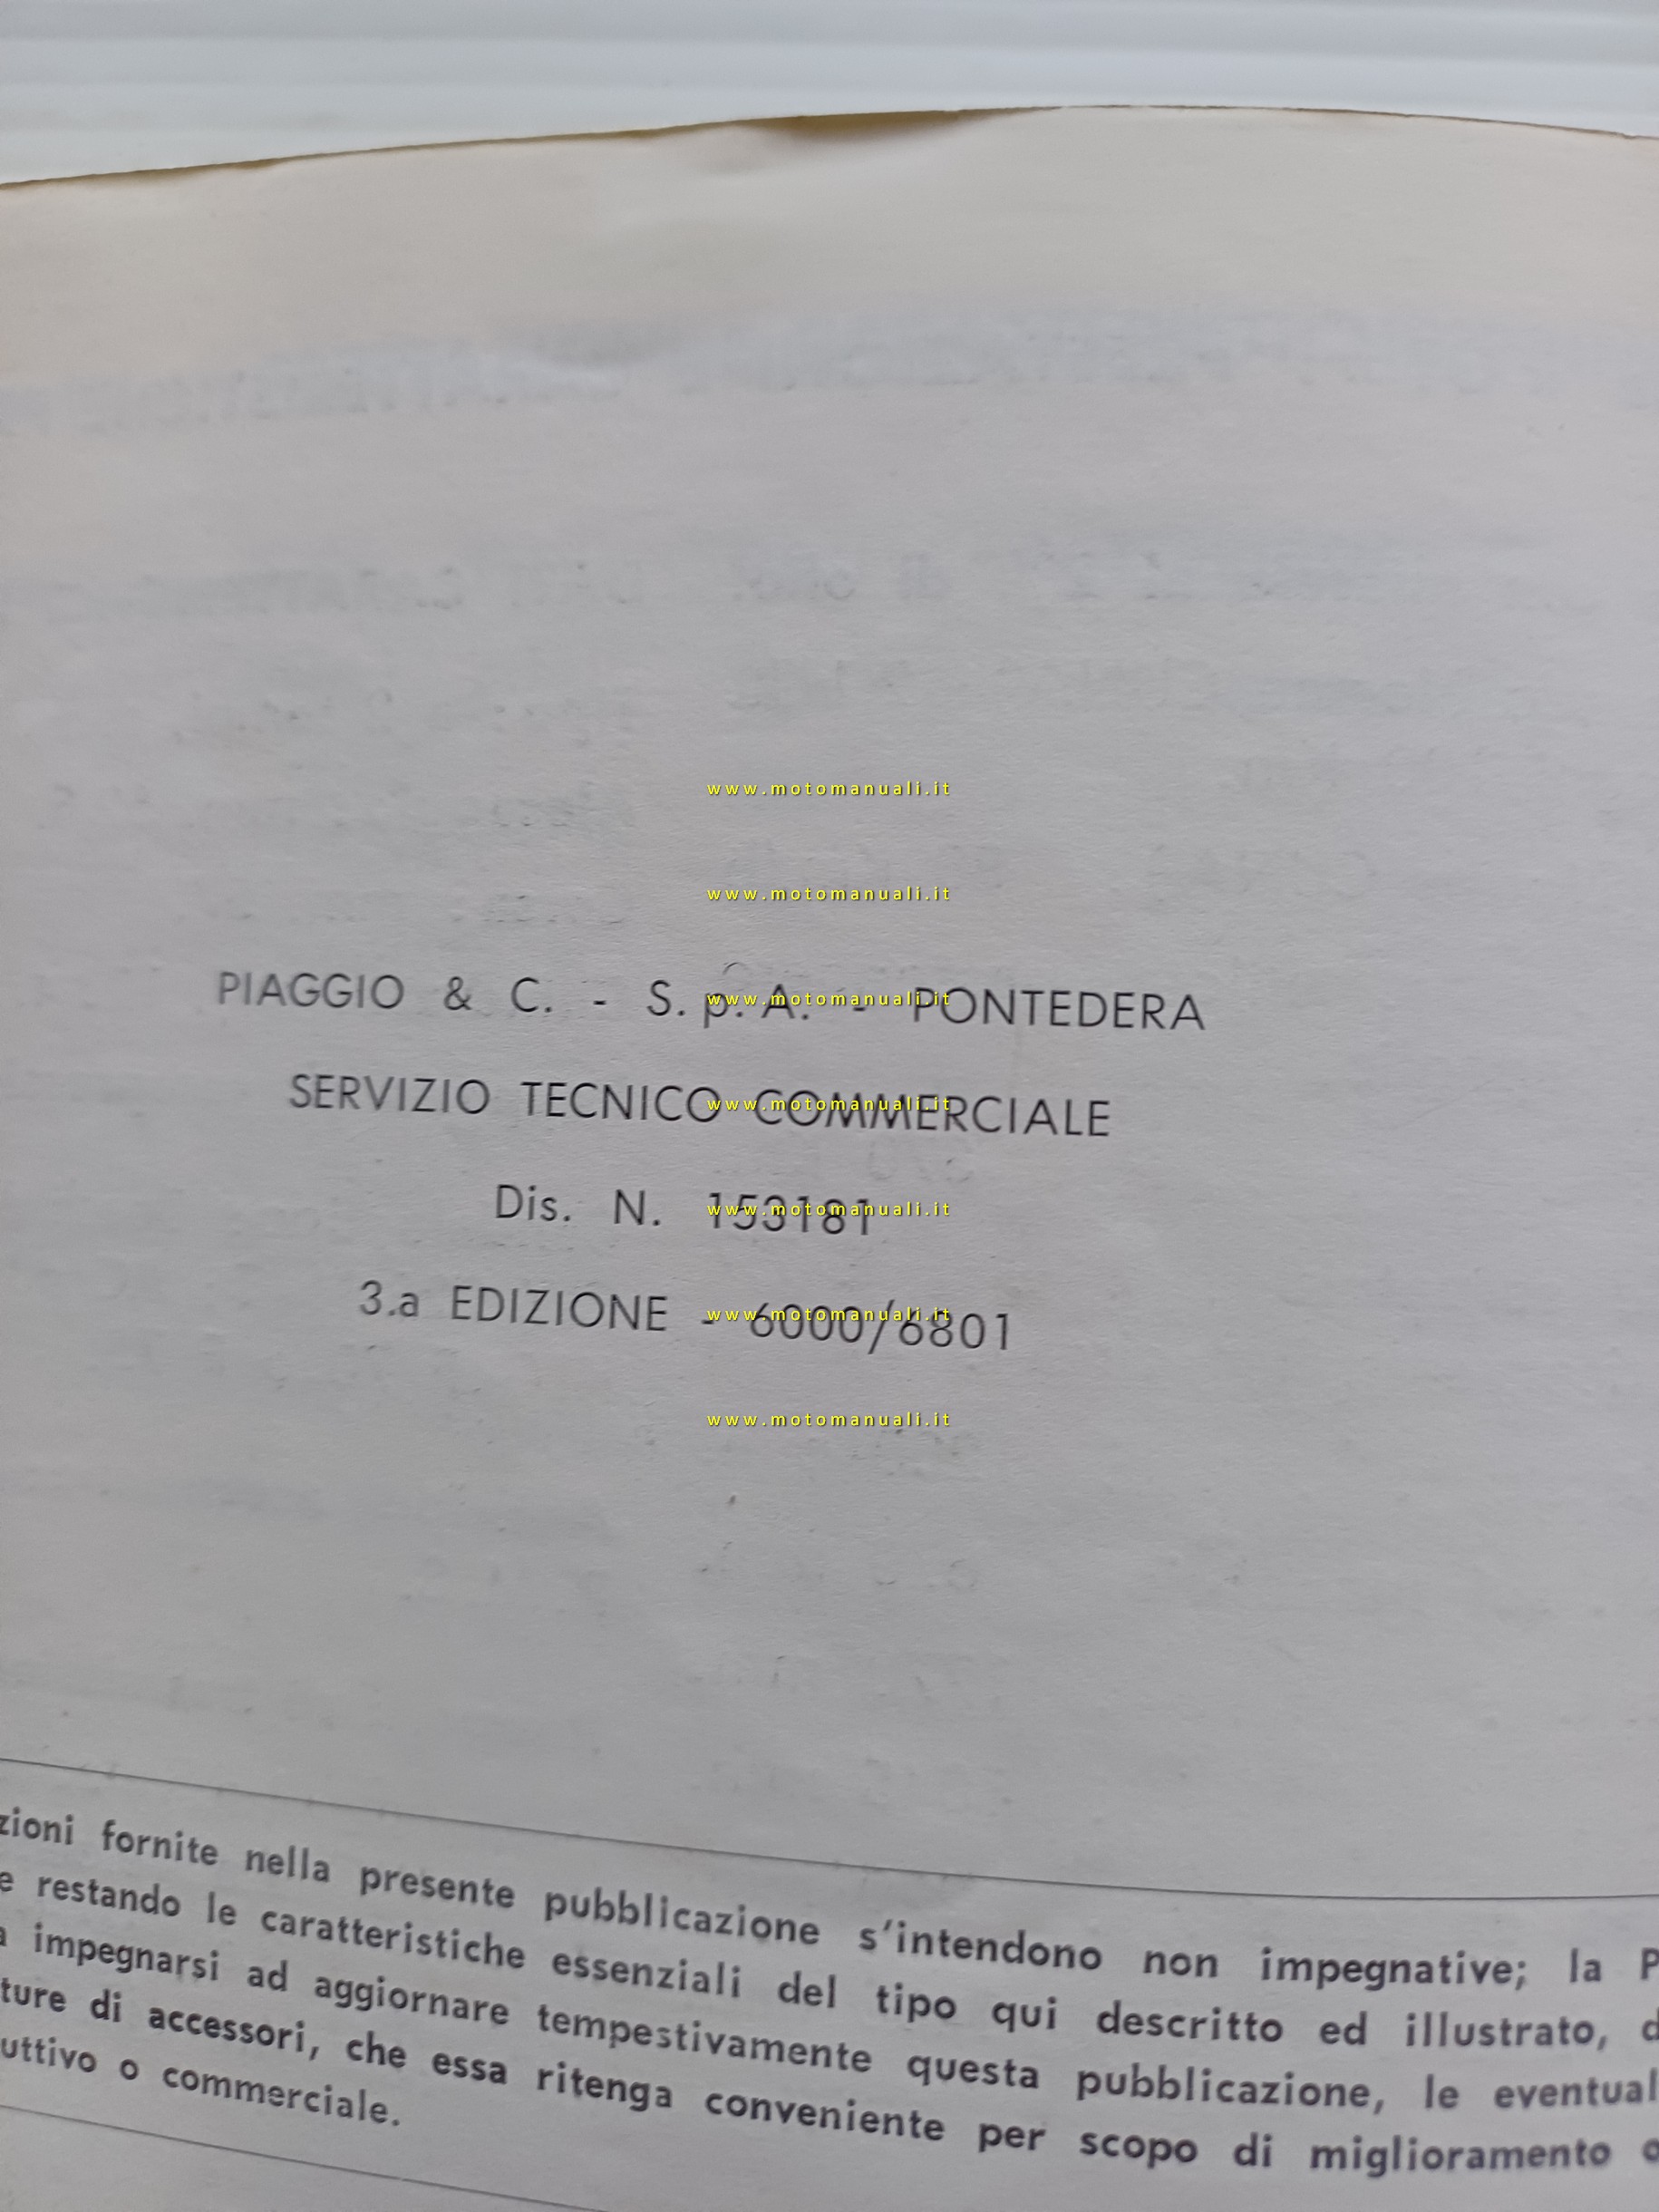 www.motomanuali.it
www.motomanuali.it
PIAGGIO & C. - S.p.A. - PONTEDERA
www.motomanuali.it
SERVIZIO TECNICO COMMERCIALE
www.motomanuali.it
Dis. N. 153181
www.motomanuali.it
3.a EDIZIONE - 6000/6801
www.motomanuali.it
www.motomanuali.it
zioni fornite nella presente pubblicazione s'intendono non impegnative; la P
e restando le caratteristiche essenziali del tipo qui descritto ed illustrato, d
a impegnarsi ad aggiornare tempestivamente questa pubblicazione, le eventual
ture di accessori, che essa ritenga conveniente per scopo di miglioramento o
uttivo o commerciale.